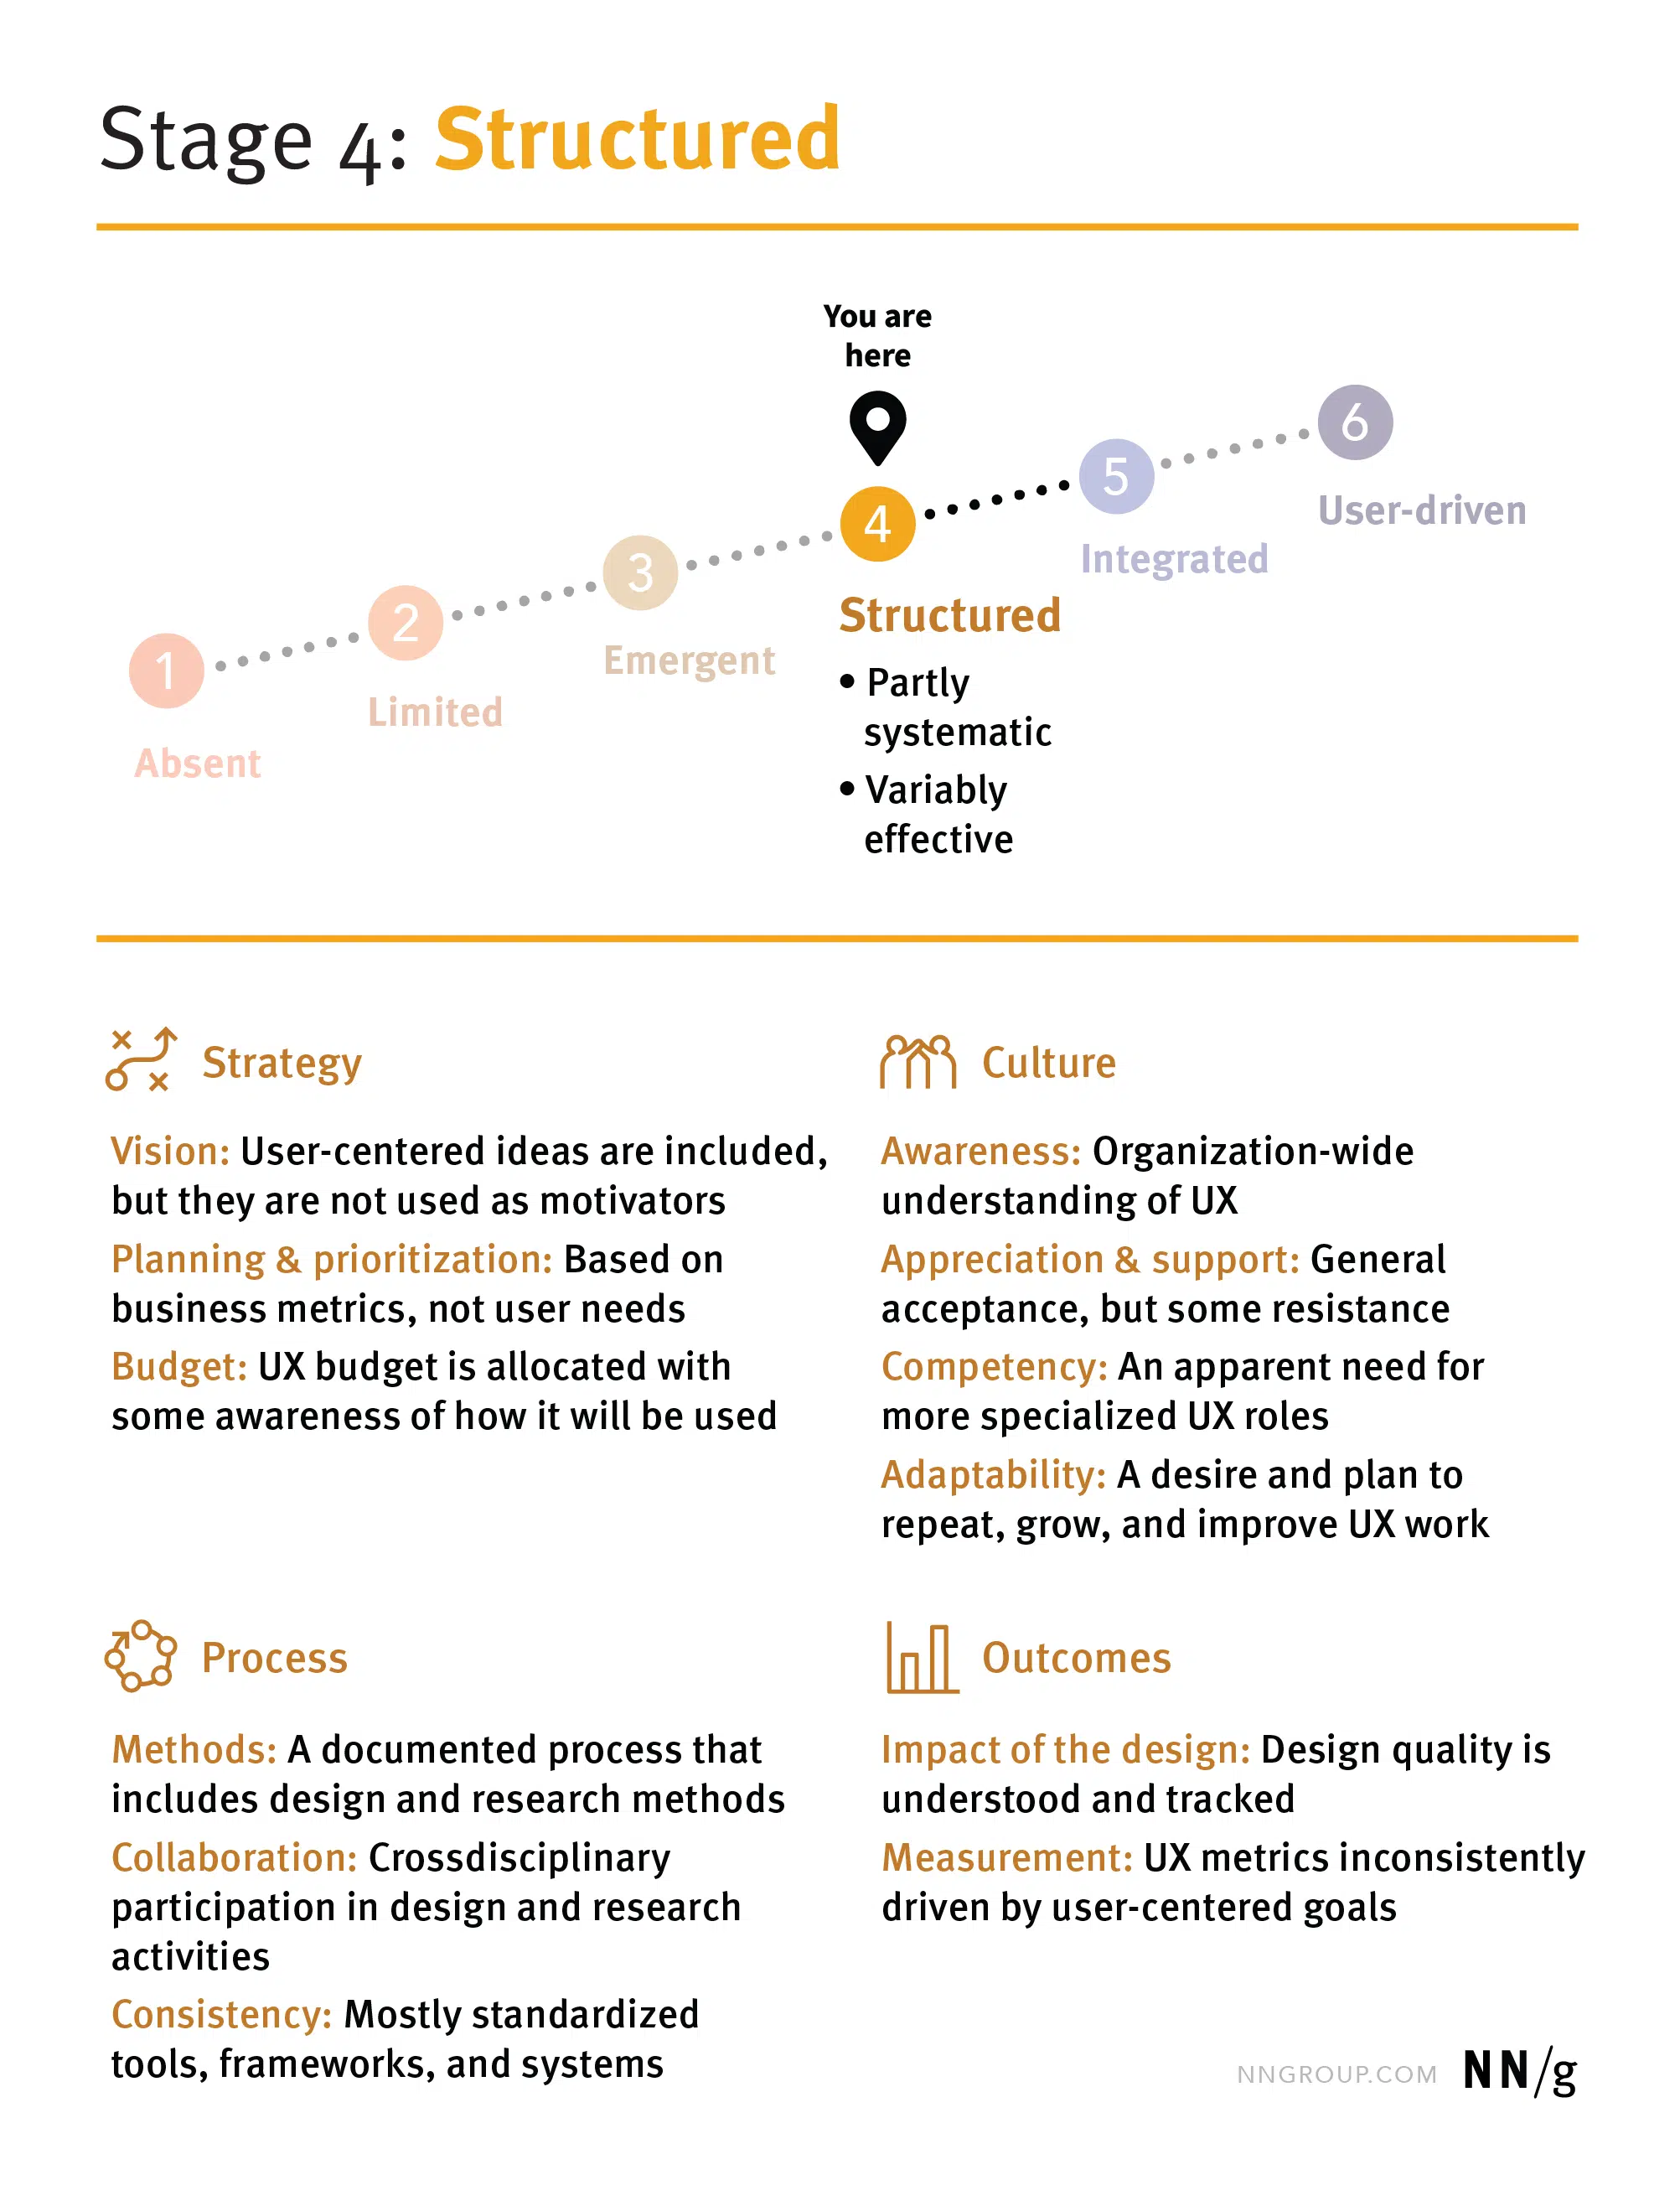 Stage 4: Structured
You are
here
1
Absent
2
Limited
3
Emergent
4
Structured
• Partly
systematic
• Variably
effective
5
Integrated
6
User-driven
Strategy
Vision: User-centered ideas are included,
but they are not used as motivators
Planning & prioritization: Based on
business metrics, not user needs
Budget: UX budget is allocated with
some awareness of how it will be used
Culture
Awareness: Organization-wide
understanding of UX
Appreciation & support: General
acceptance, but some resistance
Competency: An apparent need for
more specialized UX roles
Adaptability: A desire and plan to
repeat, grow, and improve UX work
Process
Methods: A documented process that
includes design and research methods
Collaboration: Crossdisciplinary
participation in design and research
activities
Consistency: Mostly standardized
tools, frameworks, and systems
Outcomes
Impact of the design: Design quality is
understood and tracked
Measurement: UX metrics inconsistently
driven by user-centered goals
NNGROUP.COM NN/g